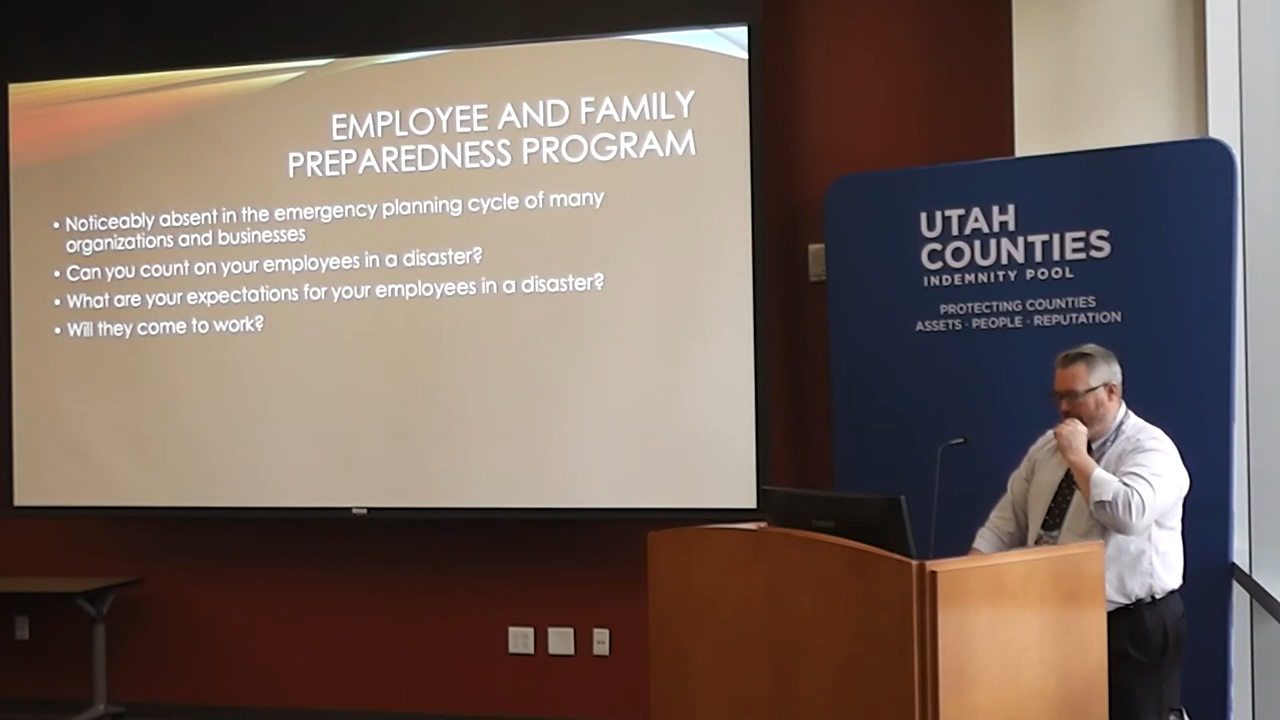 EMPLOYEE AND FAMILY
PREPAREDNESS PROGRAM
• Noticeably absent in the emergency planning cycle of many
organizations and businesses
• Can you count on your employees in a disaster?
• What are your expectations for your employees in a disaster?
• Will they come to work?
UTAH
COUNTIES
INDEMNITY POOL
PROTECTING COUNTIES
ASSETS · PEOPLE · REPUTATION